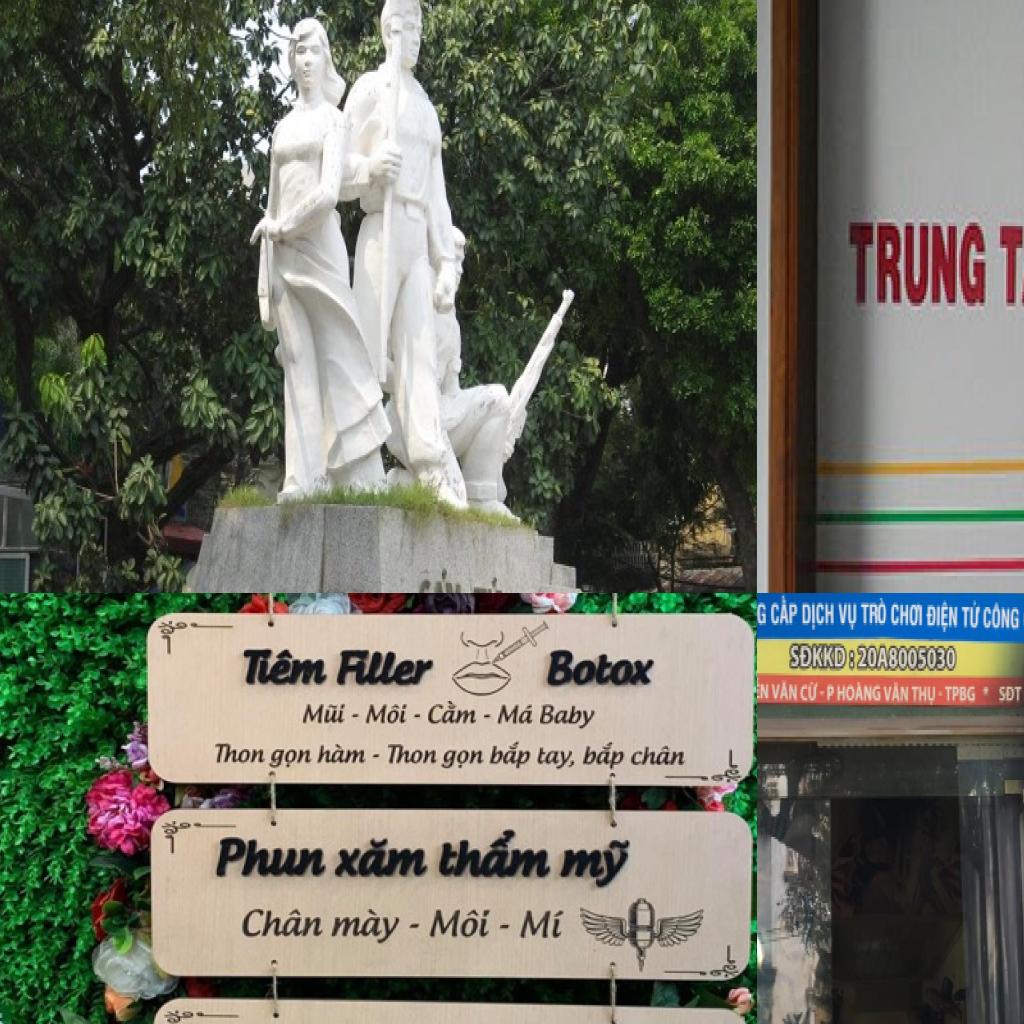 TRUNG
Tiêm Filler Botox
Mũi - Môi - Cằm - Má Baby
Thon gọn hàm - Thon gọn bắp tay, bắp chân
Phun xăm thẩm mỹ
Chân mày - Môi - Mí
CẤP DỊCH VỤ TRÒ CHƠI ĐIỆN TỬ CÔNG
SĐKKD : 20A8005030
VĂN CỪ - P HOÀNG VĂN THỤ - TPBG * SĐT